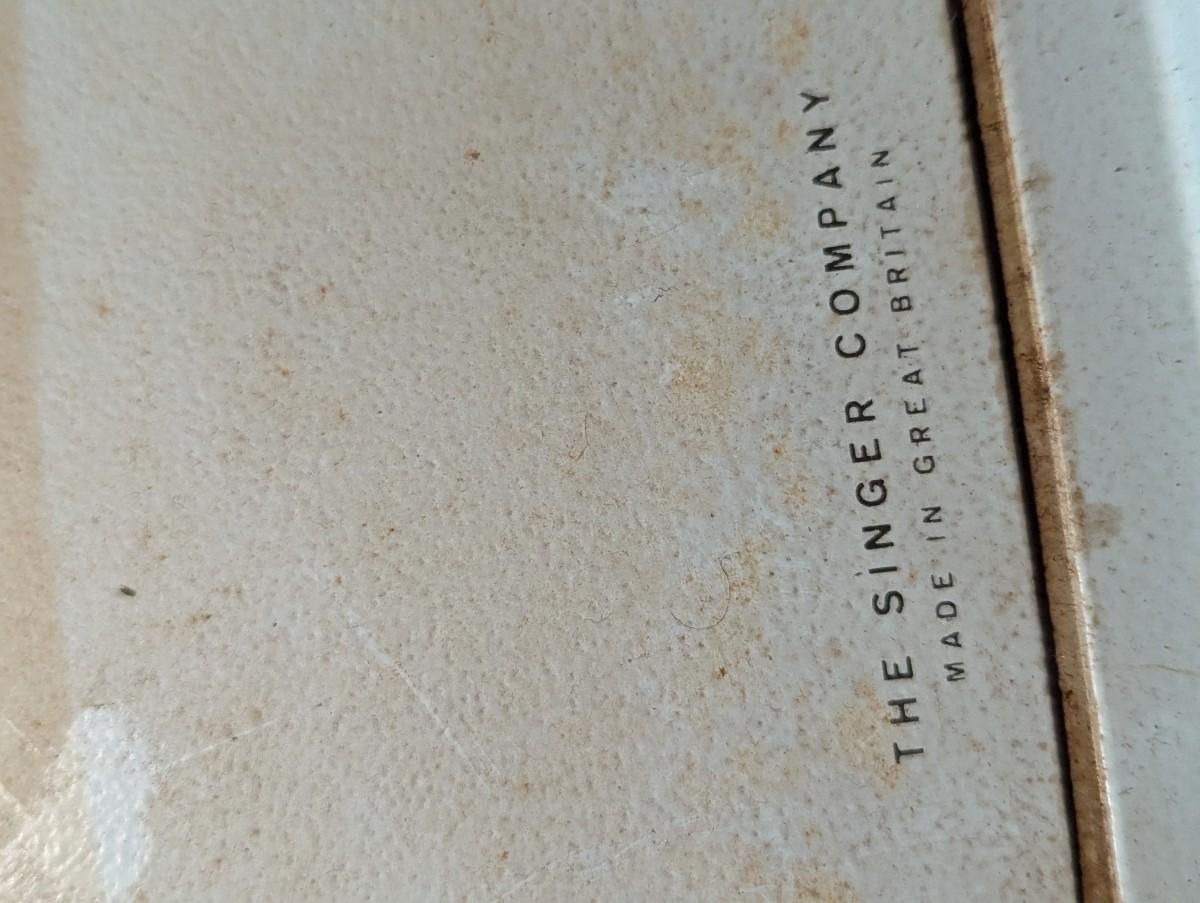 THE SINGER COMPANY
MADE IN GREAT BRITAIN